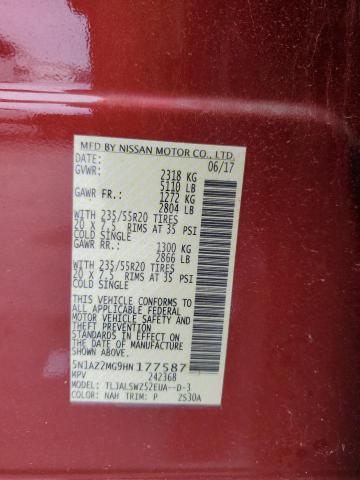 MFD BY NISSAN MOTOR CO., LTD.
DATE: 06/17
GVWR: 2318 KG
5110 LB
GAWR FR.: 1272 KG
2804 LB
WITH 235/55R20 TIRES
20 x 7.5 RIMS AT 35 PSI
COLD SINGLE
GAWR RR.: 1300 KG
2866 LB
WITH 235/55R20 TIRES
20 x 7.5 RIMS AT 35 PSI
COLD SINGLE
THIS VEHICLE CONFORMS TO
ALL APPLICABLE FEDERAL
MOTOR VEHICLE SAFETY
STANDARDS IN EFFECT ON
THE DATE OF MANUFACTURE
SHOWN ABOVE.
5N1AZ2MG9HN177587
MPV 242368
MODEL: TLJALSWZ52EUA--D-3
COLOR: NAH TRIM: P 2S30A